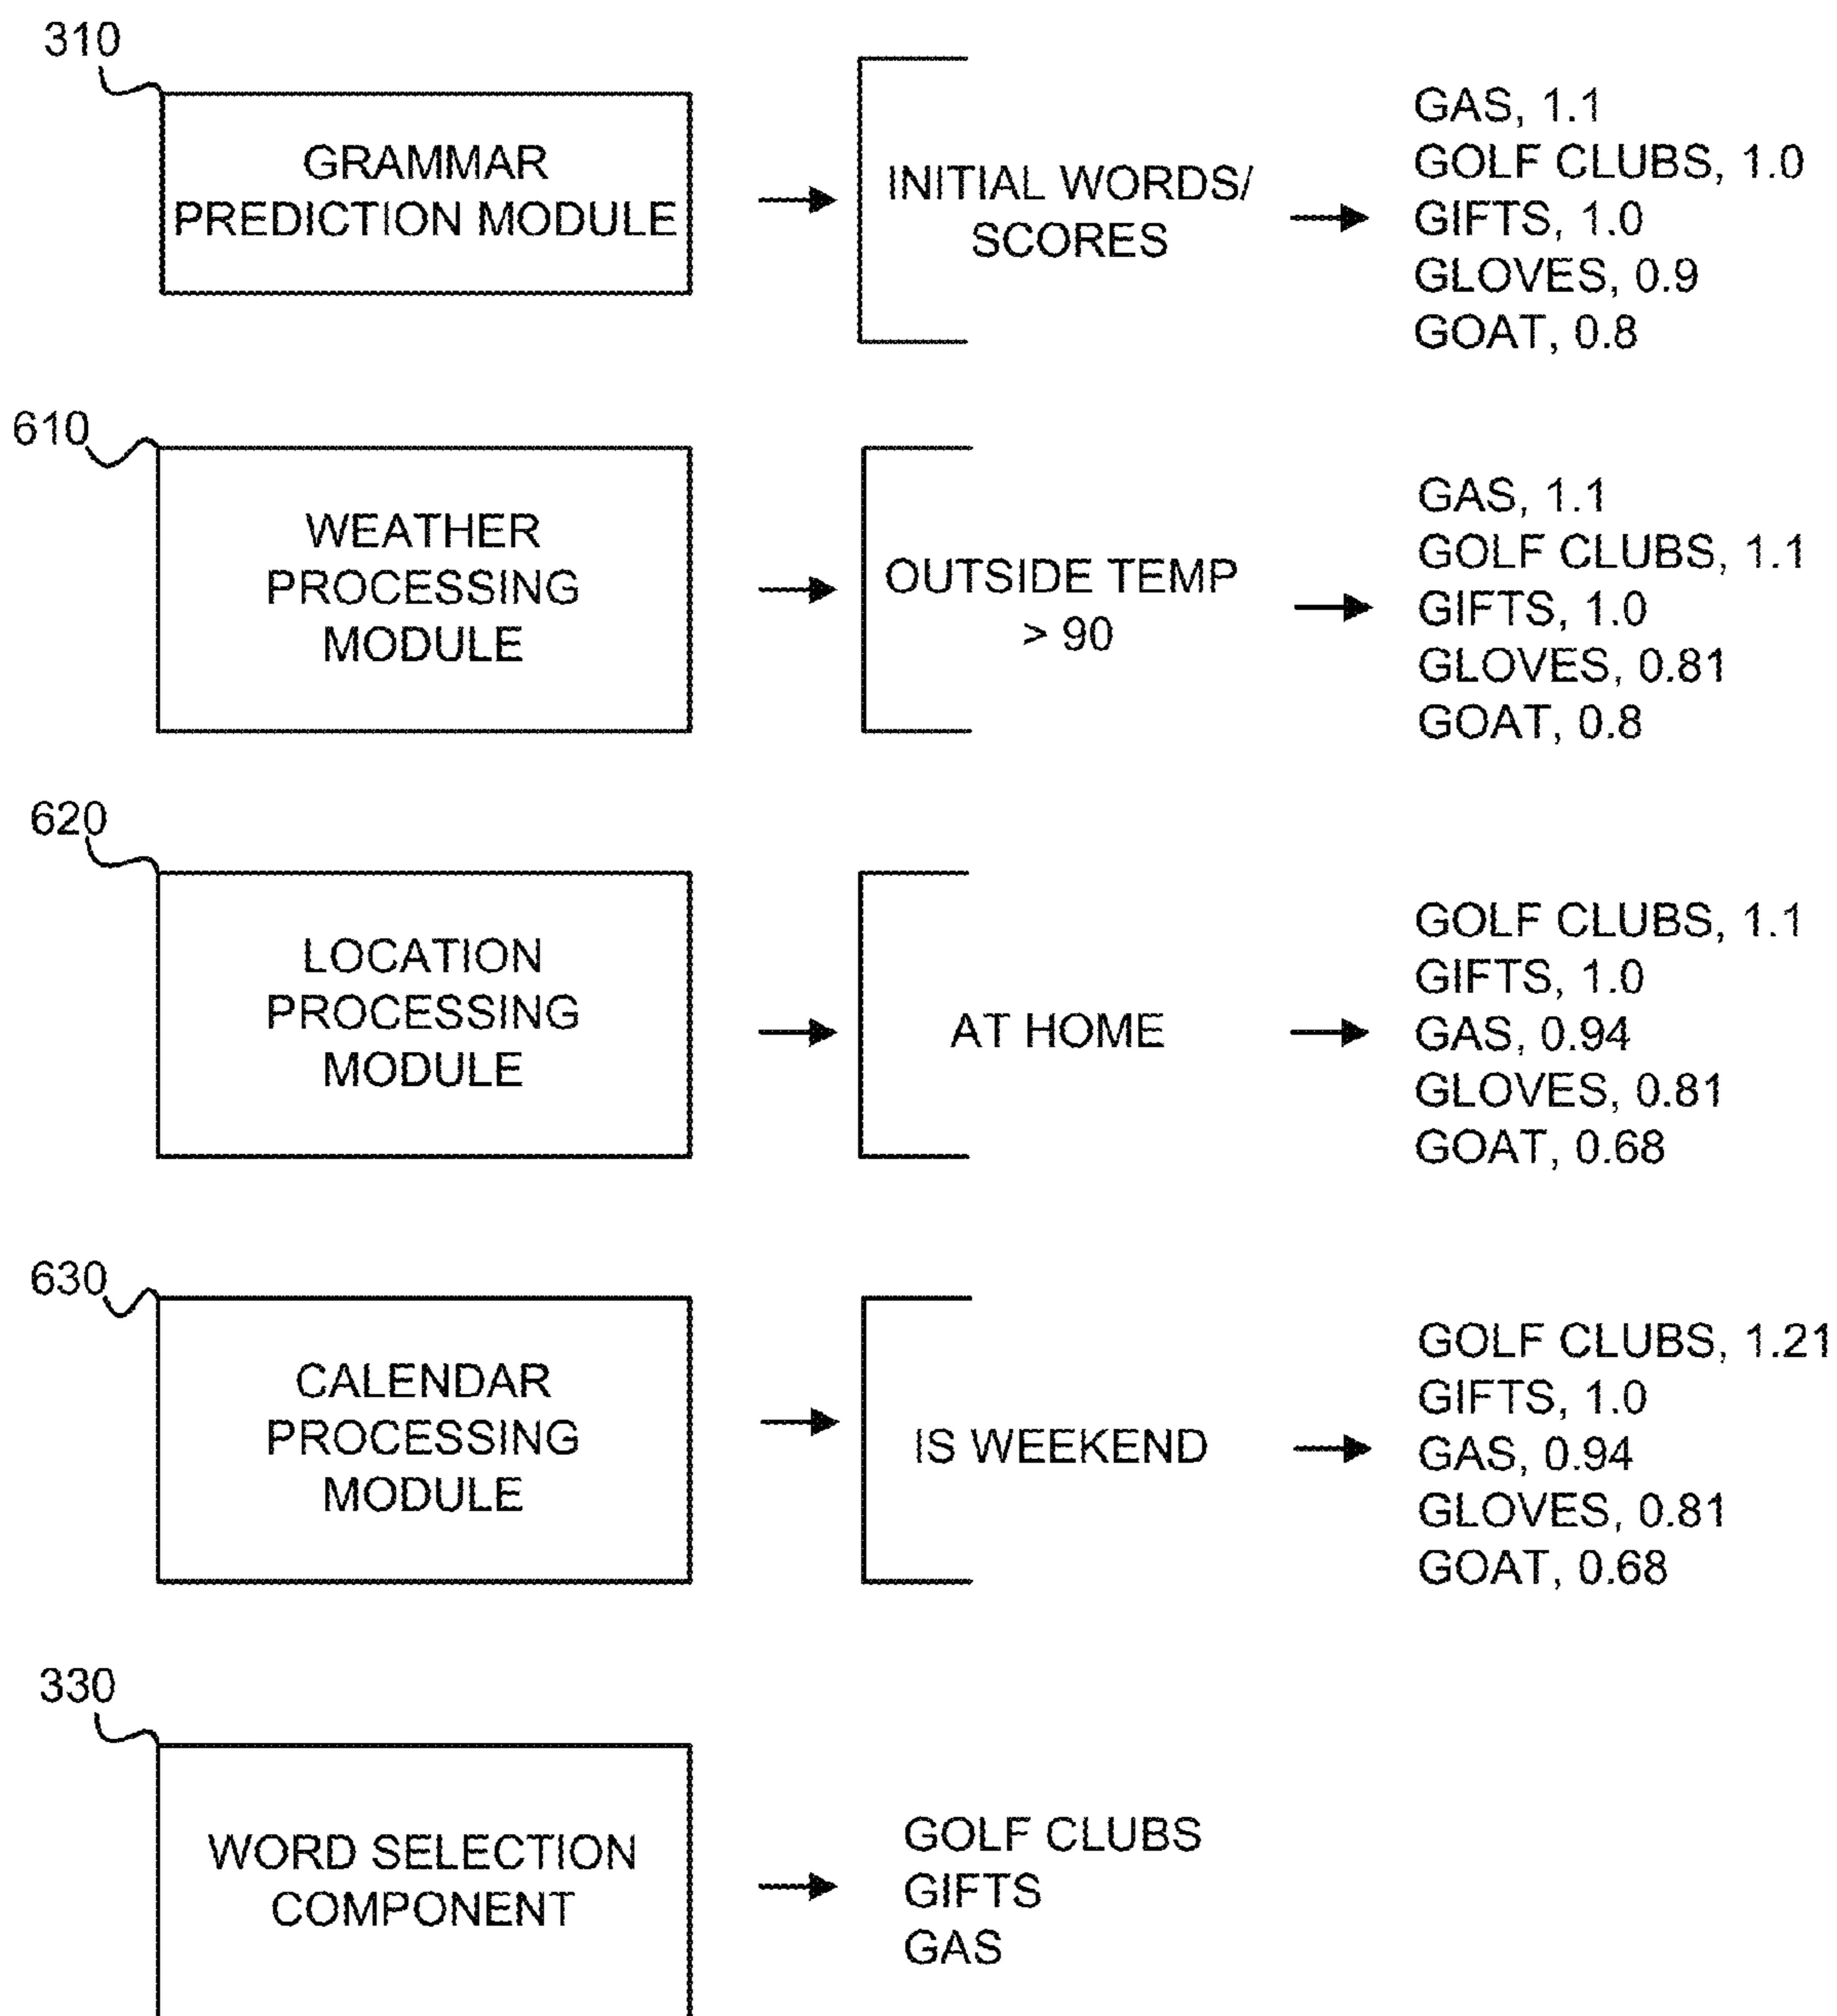 310
GRAMMAR
PREDICTION MODULE
INITIAL WORDS/
SCORES
GAS, 1.1
GOLF CLUBS, 1.0
GIFTS, 1.0
GLOVES, 0.9
GOAT, 0.8
610
WEATHER
PROCESSING
MODULE
OUTSIDE TEMP
> 90
GAS, 1.1
GOLF CLUBS, 1.1
GIFTS, 1.0
GLOVES, 0.81
GOAT, 0.8
620
LOCATION
PROCESSING
MODULE
AT HOME
GOLF CLUBS, 1.1
GIFTS, 1.0
GAS, 0.94
GLOVES, 0.81
GOAT, 0.68
630
CALENDAR
PROCESSING
MODULE
IS WEEKEND
GOLF CLUBS, 1.21
GIFTS, 1.0
GAS, 0.94
GLOVES, 0.81
GOAT, 0.68
330
WORD SELECTION
COMPONENT
GOLF CLUBS
GIFTS
GAS